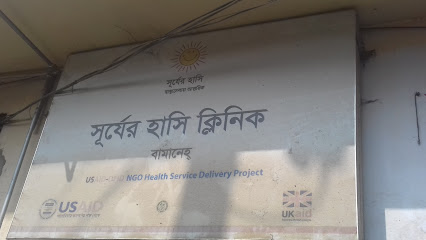 সূর্যের হাসি
সূর্যের হাসি ক্লিনিক
বামানেহ্
NGO Health Service Delivery Project
USAID
UKaid